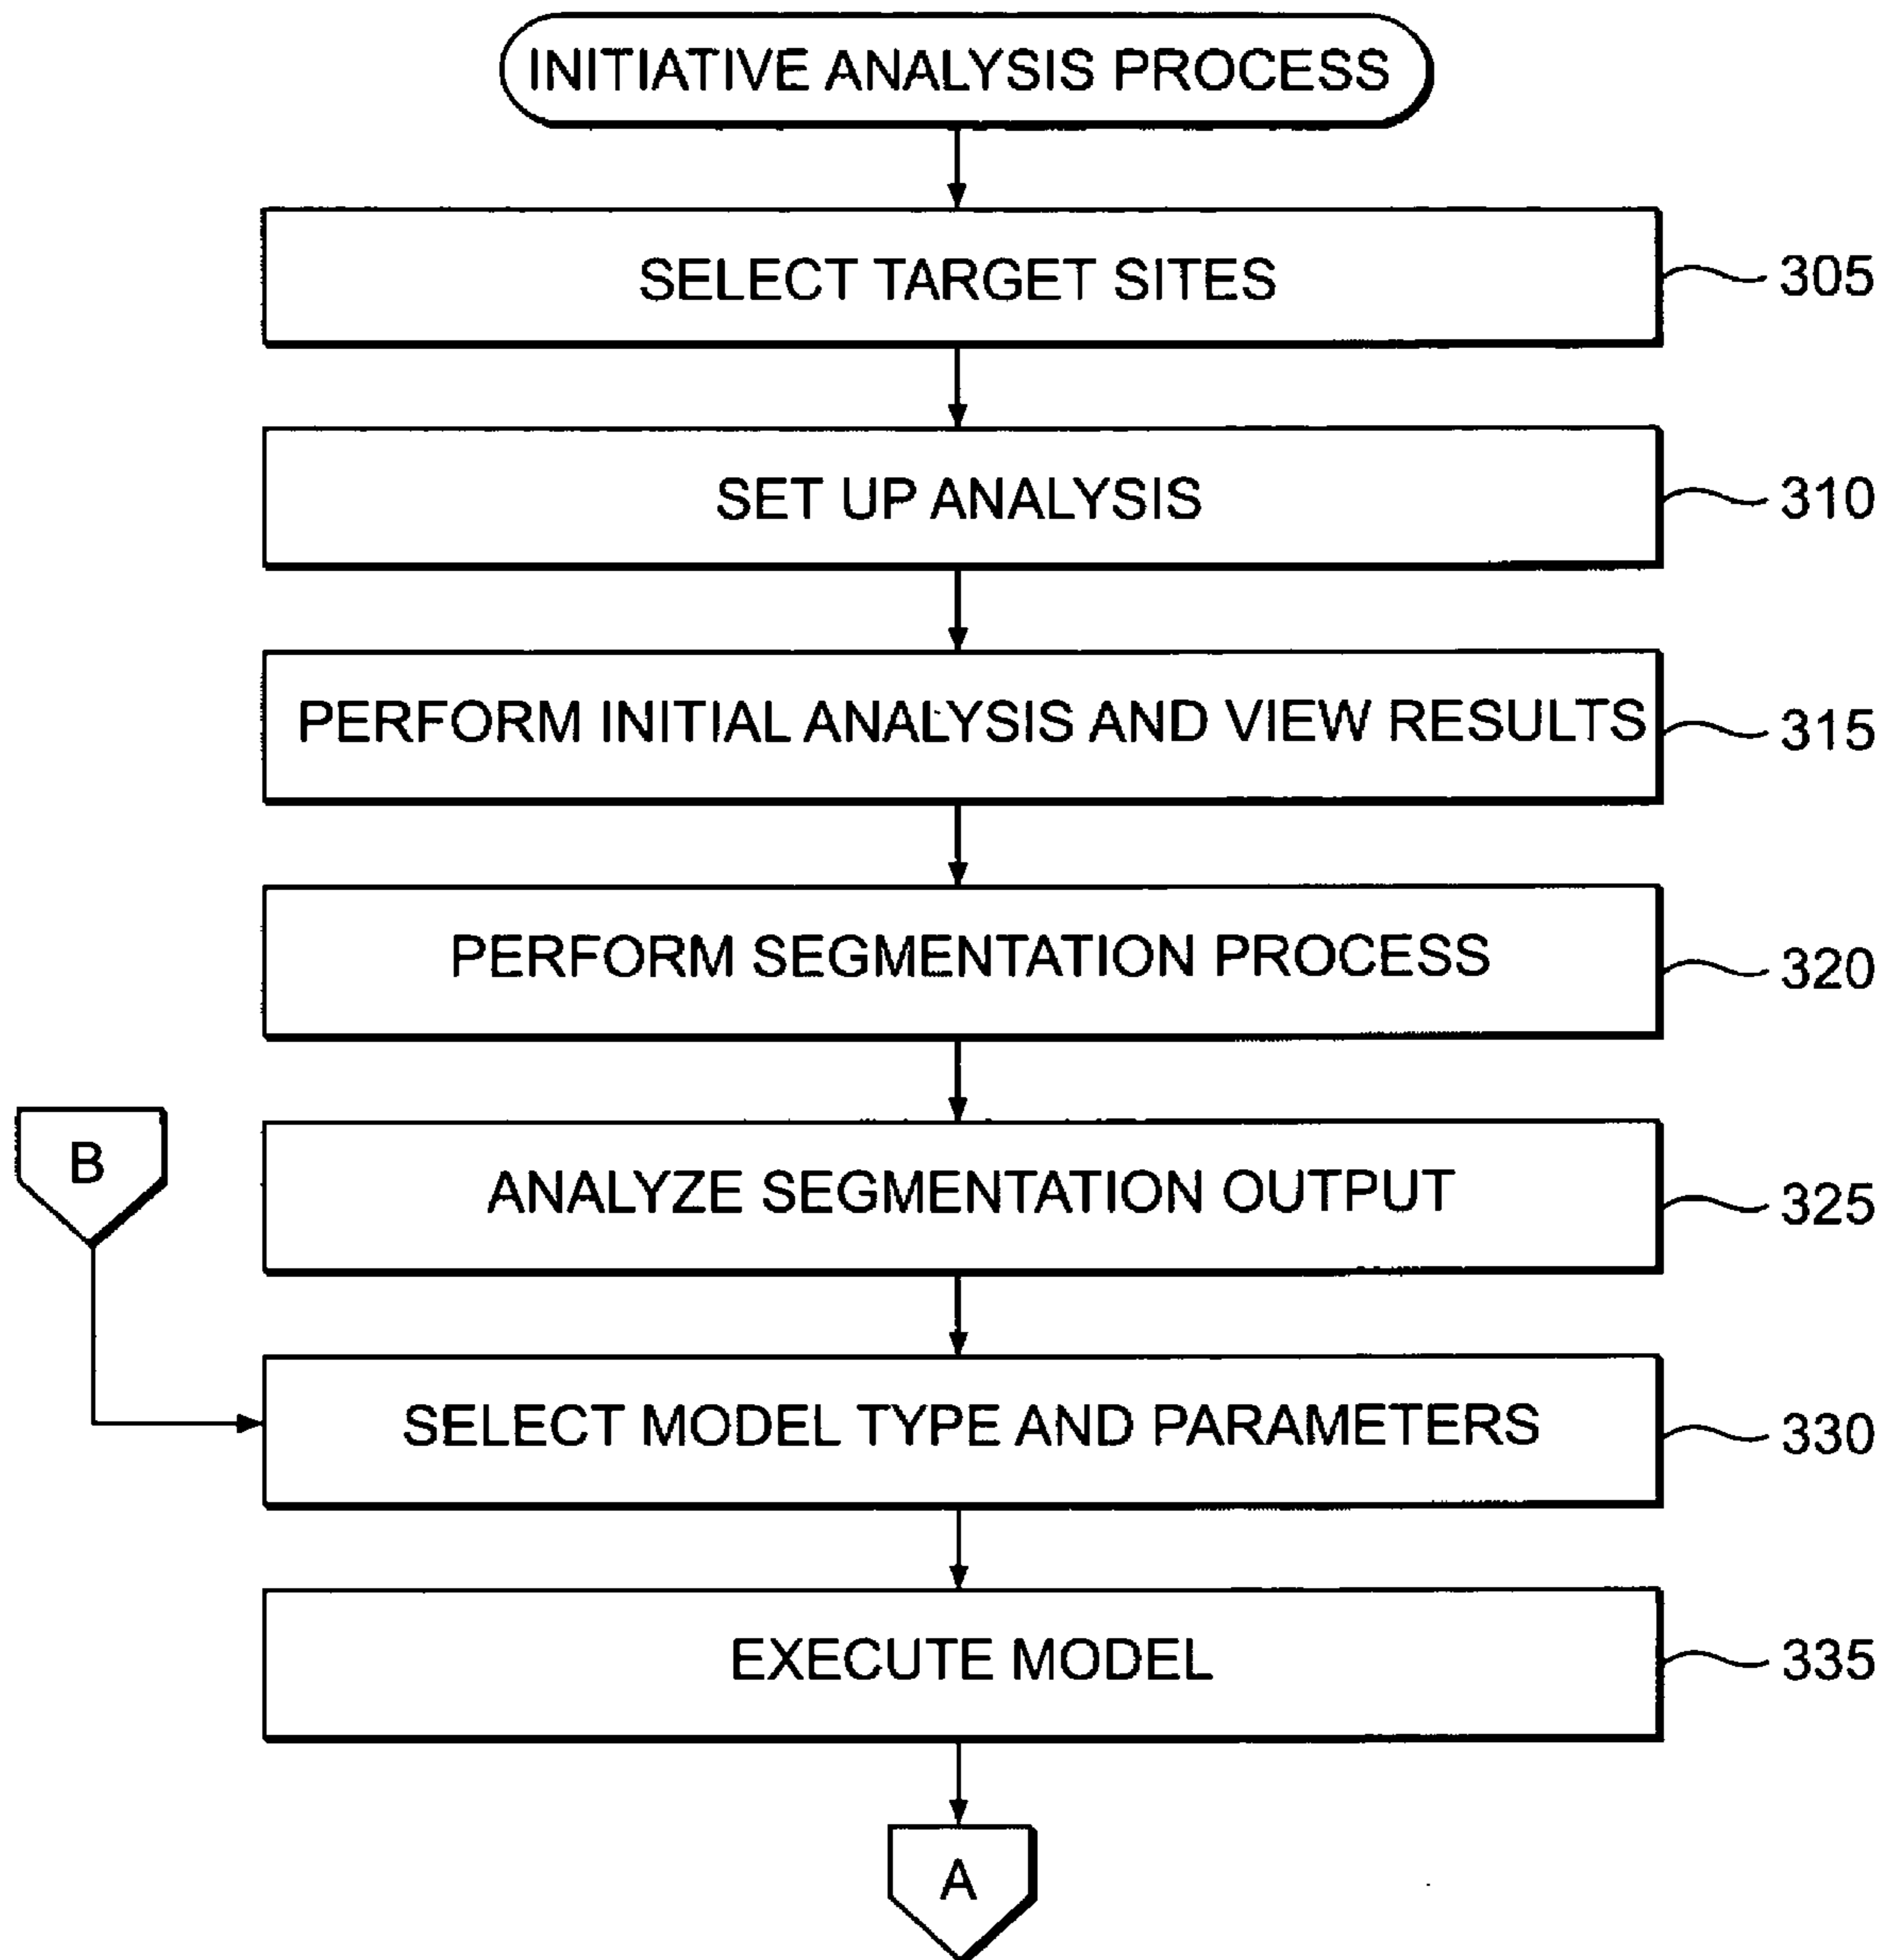 INITIATIVE ANALYSIS PROCESS
SELECT TARGET SITES
305
SET UP ANALYSIS
310
PERFORM INITIAL ANALYSIS AND VIEW RESULTS
315
PERFORM SEGMENTATION PROCESS
320
B
ANALYZE SEGMENTATION OUTPUT
325
SELECT MODEL TYPE AND PARAMETERS
330
EXECUTE MODEL
335
A